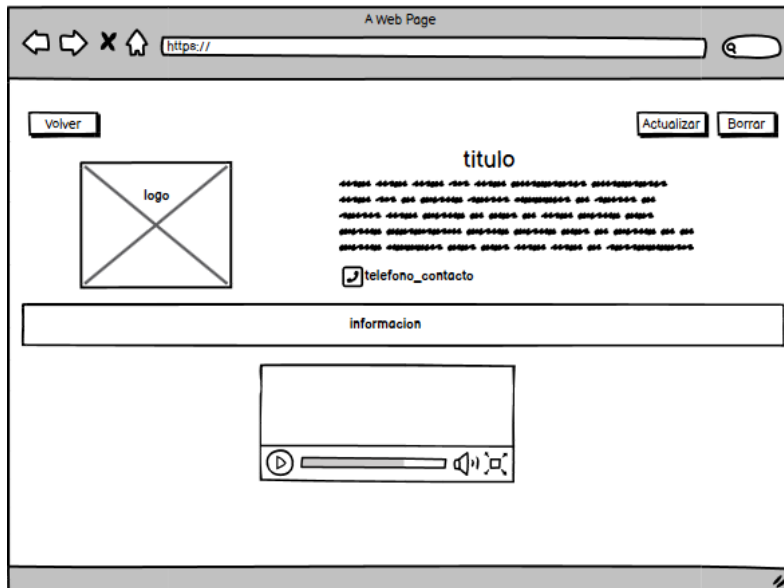 A Web Page
https://
Volver
Actualizar
Borrar
titulo
logo
telefono_contacto
informacion